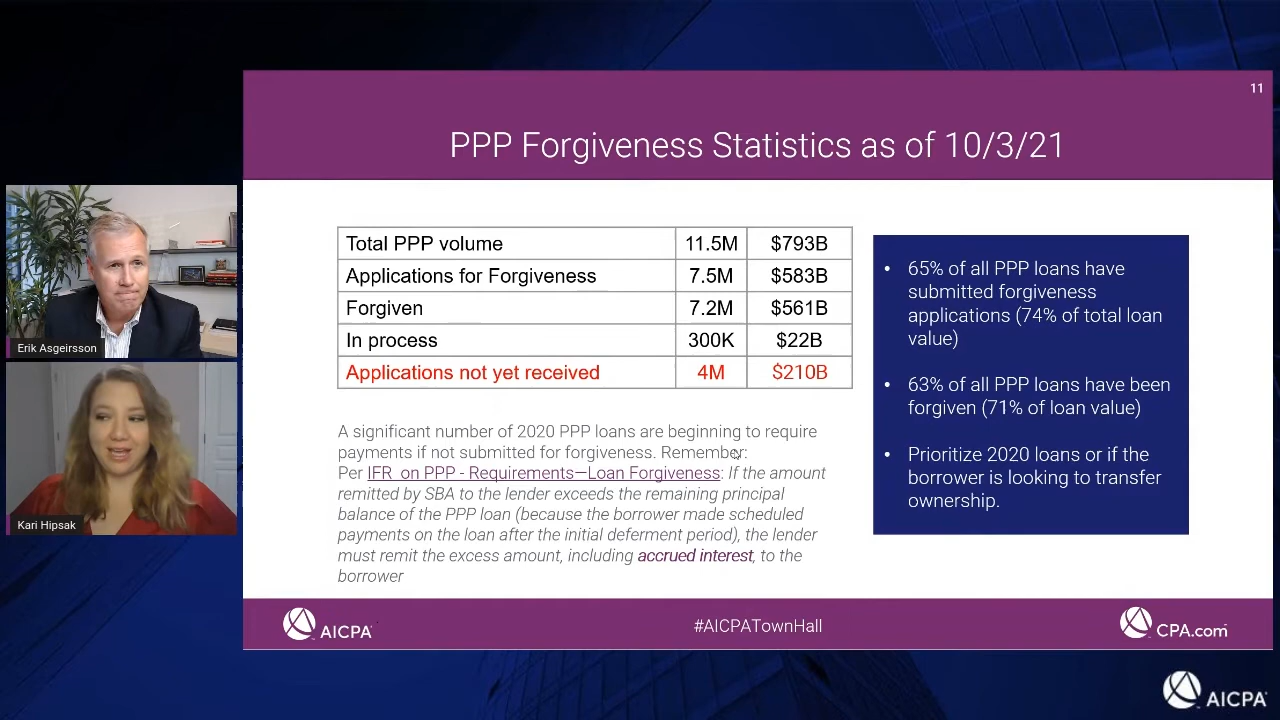 11
PPP Forgiveness Statistics as of 10/3/21
Total PPP volume 11.5M $793B
Applications for Forgiveness 7.5M $583B
Forgiven 7.2M $561B
In process 300K $22B
Applications not yet received 4M $210B
A significant number of 2020 PPP loans are beginning to require
payments if not submitted for forgiveness. Remember:
Per IFR on PPP - Requirements—Loan Forgiveness: If the amount
remitted by SBA to the lender exceeds the remaining principal
balance of the PPP loan (because the borrower made scheduled
payments on the loan after the initial deferment period), the lender
must remit the excess amount, including accrued interest, to the
borrower
• 65% of all PPP loans have
submitted forgiveness
applications (74% of total loan
value)
• 63% of all PPP loans have been
forgiven (71% of loan value)
• Prioritize 2020 loans or if the
borrower is looking to transfer
ownership.
Erik Asgeirsson
Kari Hipsak
AICPA
#AICPATownHall
CPA.com
AICPA